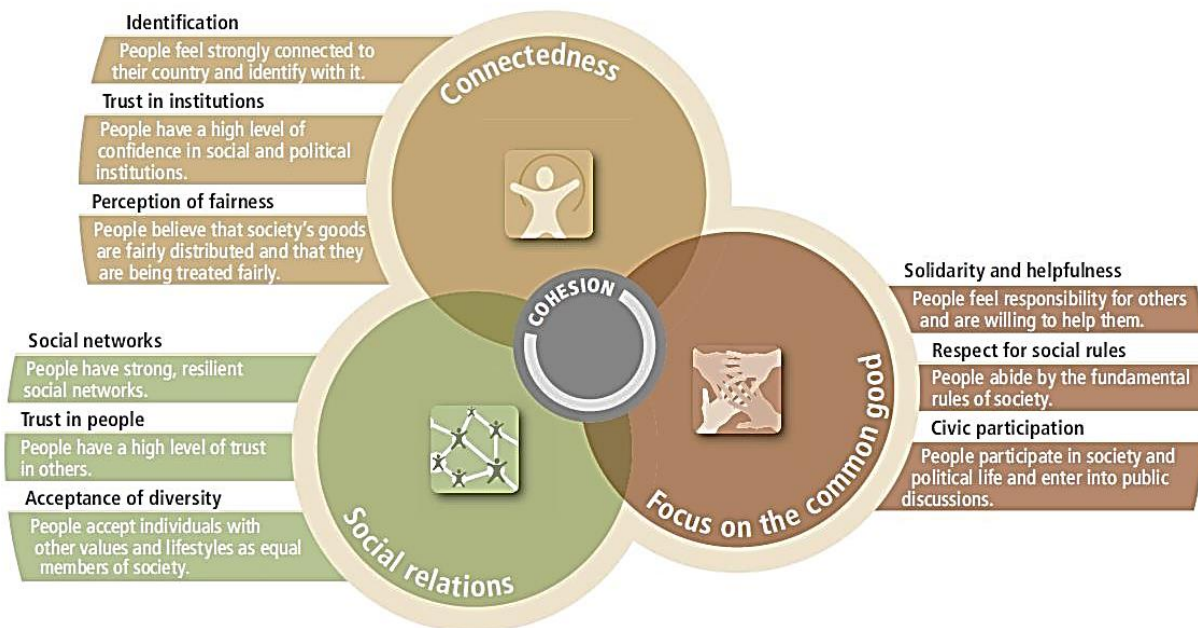 Identification
People feel strongly connected to
their country and identify with it.
Trust in institutions
People have a high level of
confidence in social and political
institutions.
Perception of fairness
People believe that society's goods
are fairly distributed and that they
are being treated fairly.
Connectedness
Social networks
People have strong, resilient
social networks.
Trust in people
People have a high level of trust
in others.
Acceptance of diversity
People accept individuals with
other values and lifestyles as equal
members of society.
Social relations
COHESION
Solidarity and helpfulness
People feel responsibility for others
and are willing to help them.
Respect for social rules
People abide by the fundamental
rules of society.
Civic participation
People participate in society and
political life and enter into public
discussions.
Focus on the common good